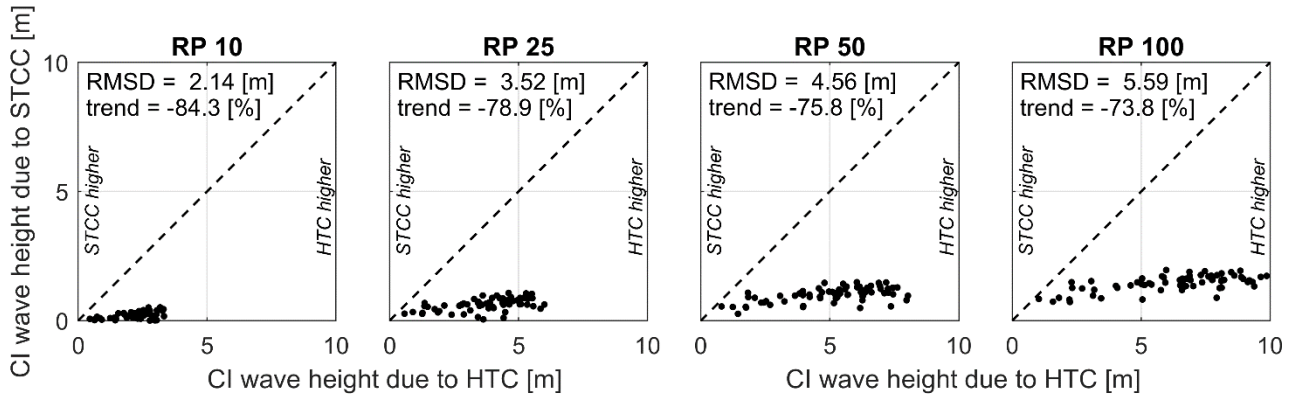 CI wave height due to STCC [m]
RP 10
RMSD = 2.14 [m]
trend = -84.3 [%]
STCC higher
HTC higher
10
5
0
0
5
10
RP 25
RMSD = 3.52 [m]
trend = -78.9 [%]
STCC higher
HTC higher
0
5
10
RP 50
RMSD = 4.56 [m]
trend = -75.8 [%]
STCC higher
HTC higher
0
5
10
RP 100
RMSD = 5.59 [m]
trend = -73.8 [%]
STCC higher
HTC higher
0
5
10
CI wave height due to HTC [m]
CI wave height due to HTC [m]